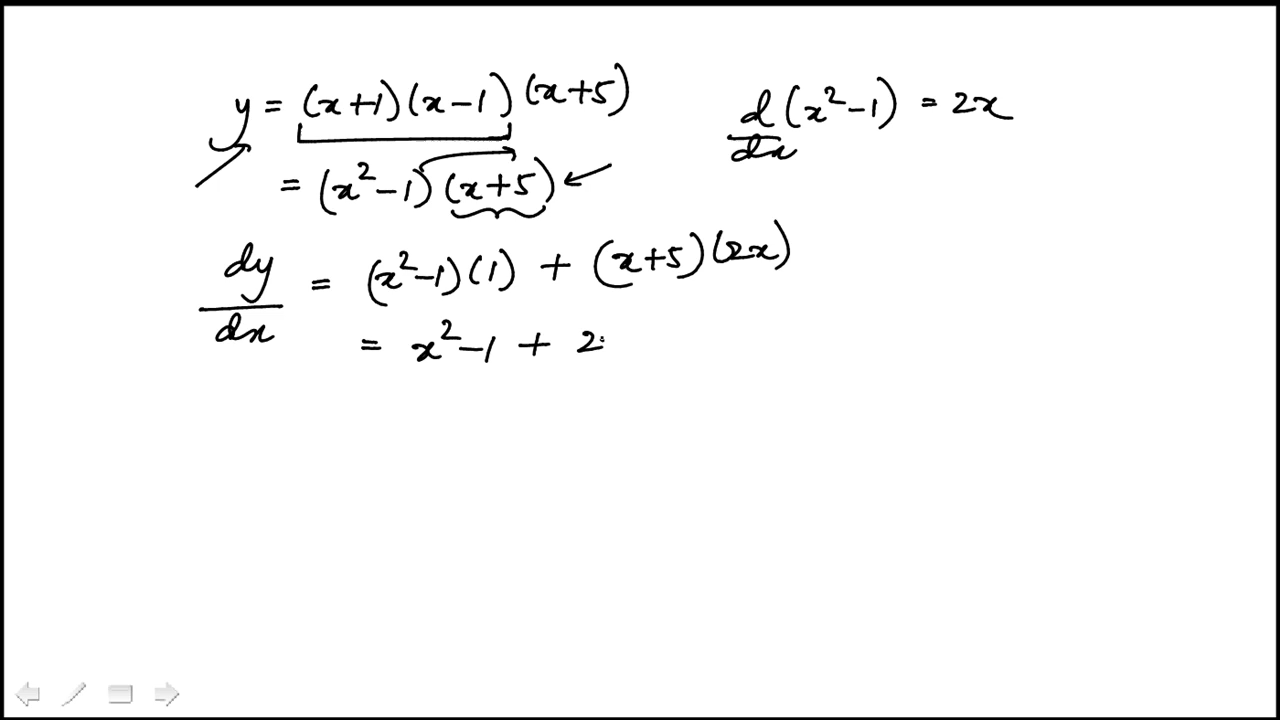 y = (x+1)(x-1)(x+5)
d/dx (x²-1) = 2x
= (x²-1)(x+5)
dy/dx = (x²-1)(1) + (x+5)(2x)
= x²-1 + 2